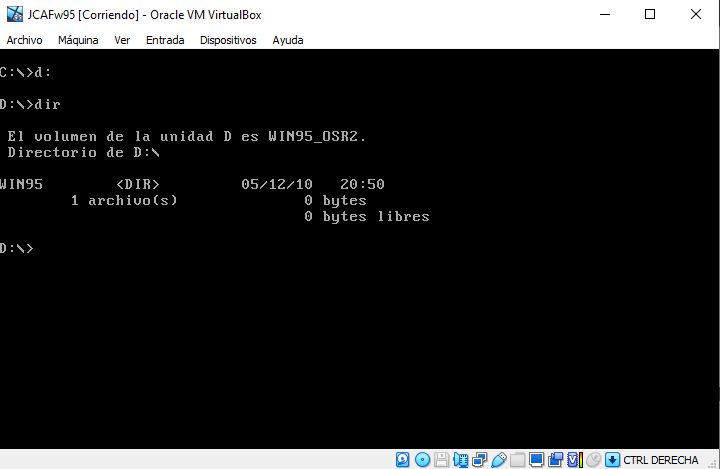 JCAFw95 [Corriendo] - Oracle VM VirtualBox
Archivo Máquina Ver Entrada Dispositivos Ayuda
C:\>d:
D:\>dir
El volumen de la unidad D es WIN95_OSR2.
Directorio de D:\
WIN95 <DIR> 05/12/10 20:50
1 archivo(s) 0 bytes
0 bytes libres
D:\>
CTRL DERECHA